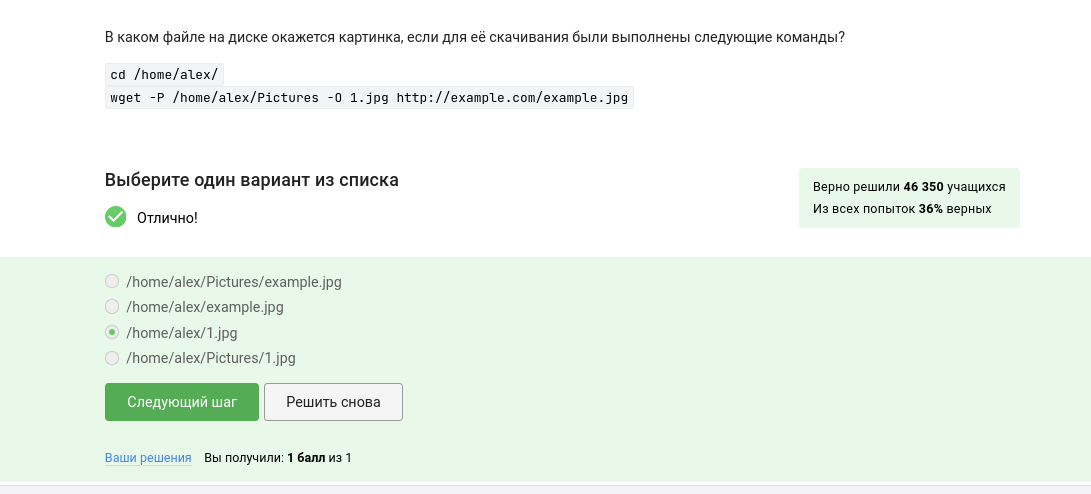 В каком файле на диске окажется картинка, если для её скачивания были выполнены следующие команды?
cd /home/alex/
wget -P /home/alex/Pictures -O 1.jpg http://example.com/example.jpg
Выберите один вариант из списка
Верно решили 46 350 учащихся
Из всех попыток 36% верных
Отлично!
/home/alex/Pictures/example.jpg
/home/alex/example.jpg
/home/alex/1.jpg
/home/alex/Pictures/1.jpg
Следующий шаг Решить снова
Ваши решения Вы получили: 1 балл из 1